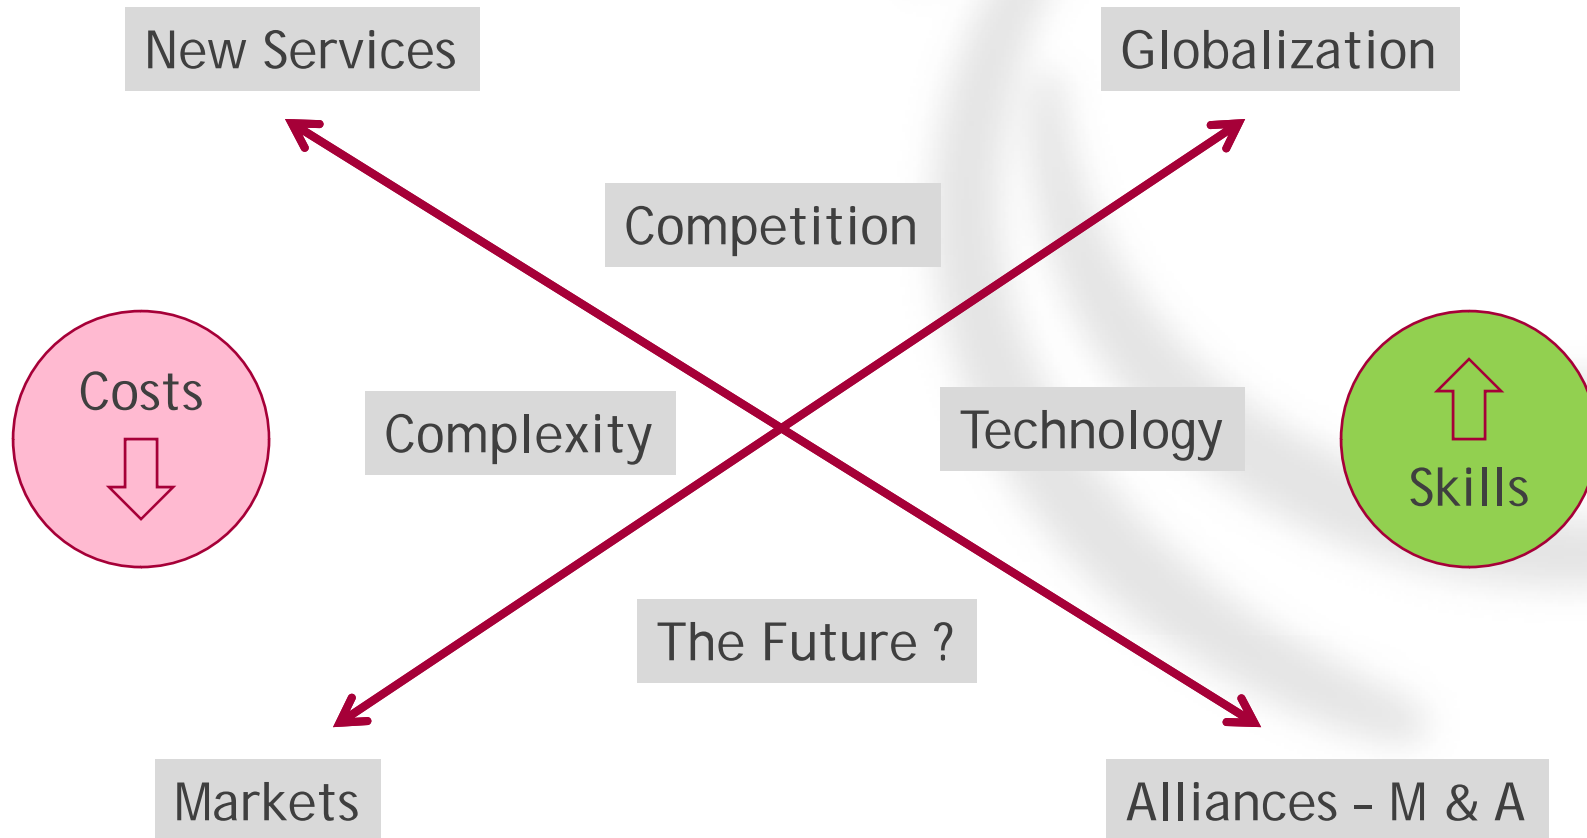 New Services
Globalization
Competition
Costs
Complexity
Technology
Skills
The Future ?
Markets
Alliances – M & A